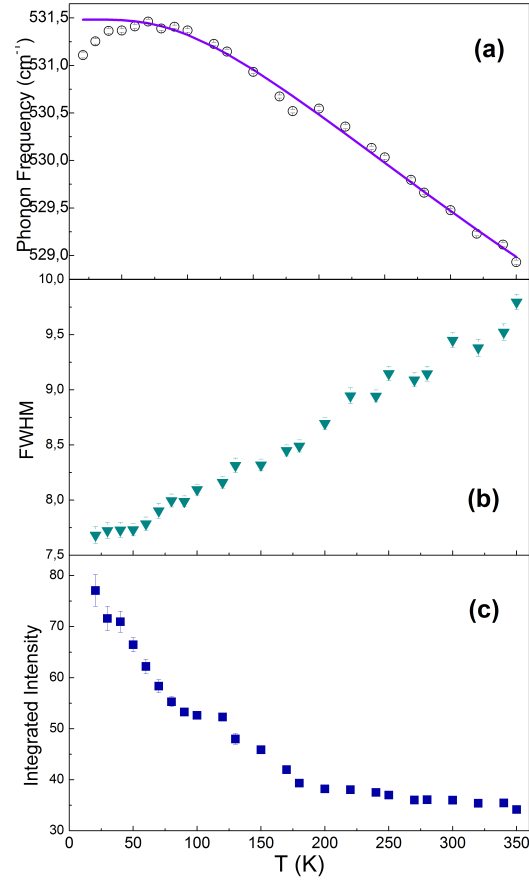 531,5
(a)
531,0
530,5
530,0
529,5
529,0
Phonon Frequency (cm⁻¹)
10,0
9,5
9,0
8,5
8,0
7,5
FWHM
(b)
80
(c)
70
60
50
40
30
Integrated Intensity
0 50 100 150 200 250 300 350
T (K)